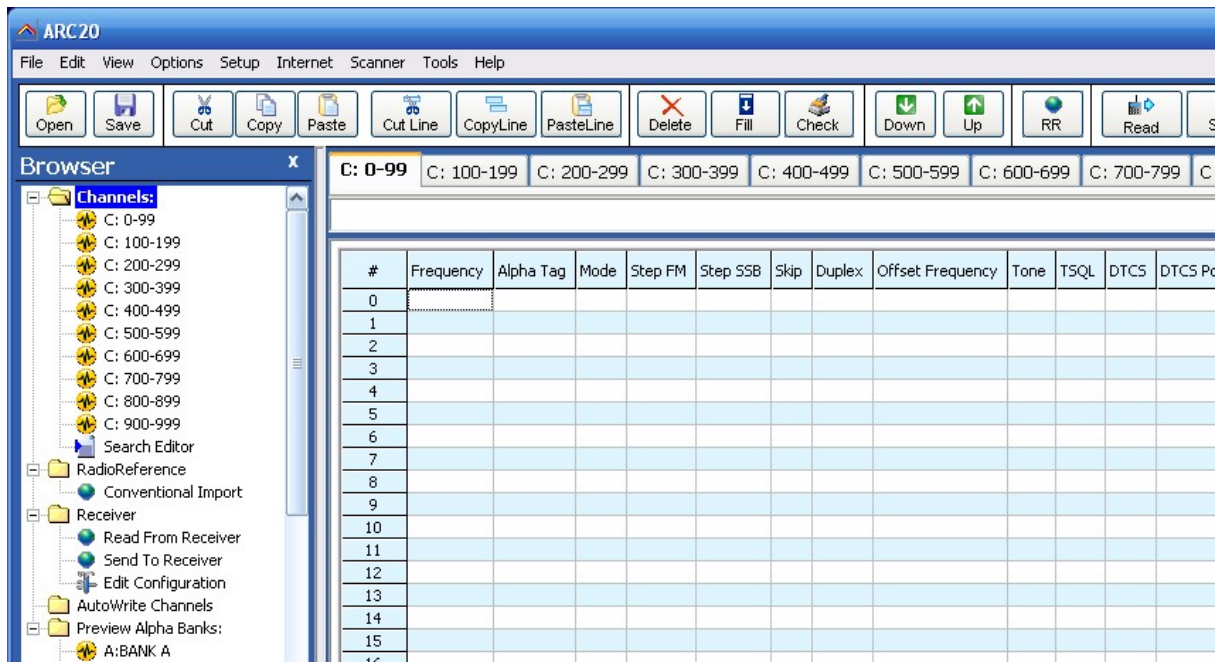 ARC20
File Edit View Options Setup Internet Scanner Tools Help
Open Save Cut Copy Paste Cut Line CopyLine PasteLine Delete Fill Check Down Up RR Read
Browser x
C: 0-99 C: 100-199 C: 200-299 C: 300-399 C: 400-499 C: 500-599 C: 600-699 C: 700-799 C
Channels:
C: 0-99
C: 100-199
C: 200-299
C: 300-399
C: 400-499
C: 500-599
C: 600-699
C: 700-799
C: 800-899
C: 900-999
Search Editor
RadioReference
Conventional Import
Receiver
Read From Receiver
Send To Receiver
Edit Configuration
AutoWrite Channels
Preview Alpha Banks:
A:BANK A
# Frequency Alpha Tag Mode Step FM Step SSB Skip Duplex Offset Frequency Tone TSQL DTCS DTCS Po
0
1
2
3
4
5
6
7
8
9
10
11
12
13
14
15